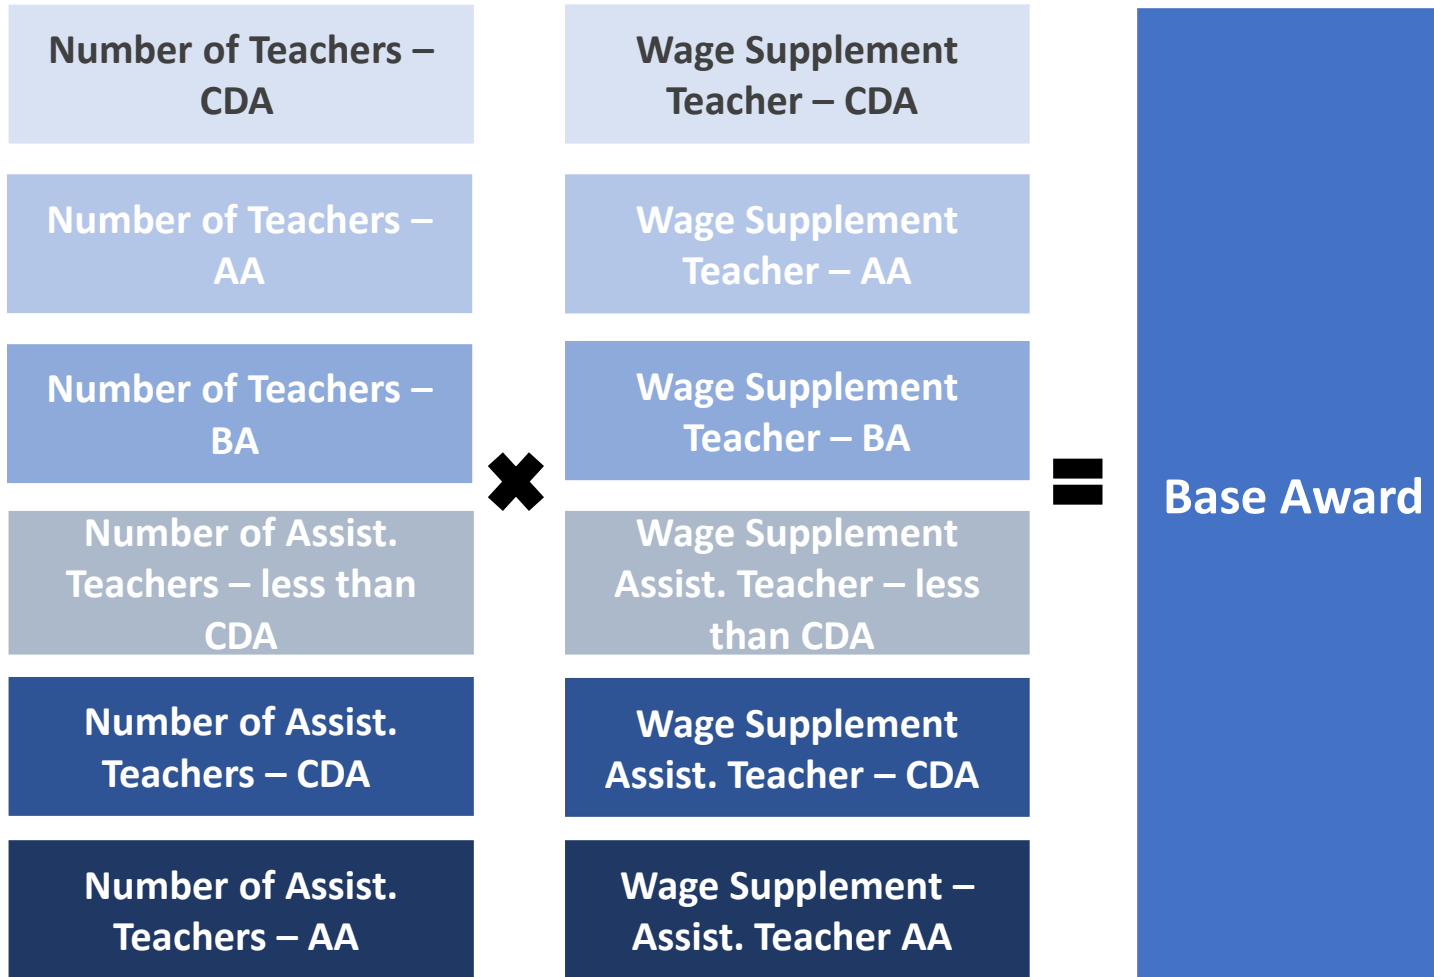 Number of Teachers –
CDA
Wage Supplement
Teacher – CDA
Number of Teachers –
AA
Wage Supplement
Teacher – AA
Number of Teachers –
BA
Wage Supplement
Teacher – BA
Number of Assist.
Teachers – less than
CDA
Wage Supplement
Assist. Teacher – less
than CDA
Number of Assist.
Teachers – CDA
Wage Supplement
Assist. Teacher – CDA
Number of Assist.
Teachers – AA
Wage Supplement –
Assist. Teacher AA
Base Award